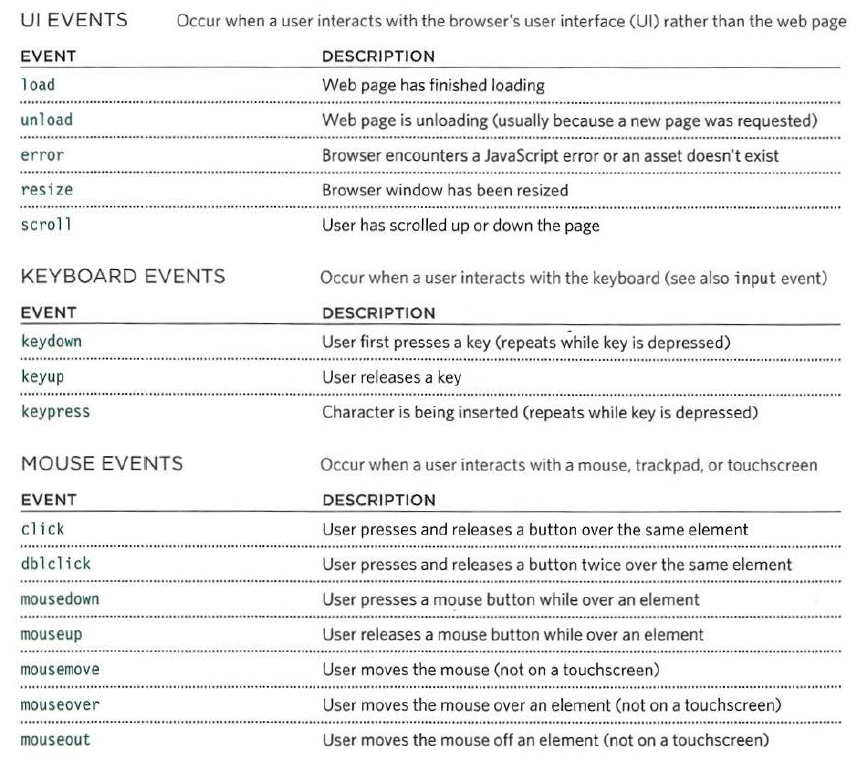 UI EVENTS Occur when a user interacts with the browser's user interface (UI) rather than the web page
EVENT DESCRIPTION
load Web page has finished loading
unload Web page is unloading (usually because a new page was requested)
error Browser encounters a JavaScript error or an asset doesn't exist
resize Browser window has been resized
scroll User has scrolled up or down the page
KEYBOARD EVENTS Occur when a user interacts with the keyboard (see also input event)
EVENT DESCRIPTION
keydown User first presses a key (repeats while key is depressed)
keyup User releases a key
keypress Character is being inserted (repeats while key is depressed)
MOUSE EVENTS Occur when a user interacts with a mouse, trackpad, or touchscreen
EVENT DESCRIPTION
click User presses and releases a button over the same element
dblclick User presses and releases a button twice over the same element
mousedown User presses a mouse button while over an element
mouseup User releases a mouse button while over an element
mousemove User moves the mouse (not on a touchscreen)
mouseover User moves the mouse over an element (not on a touchscreen)
mouseout User moves the mouse off an element (not on a touchscreen)